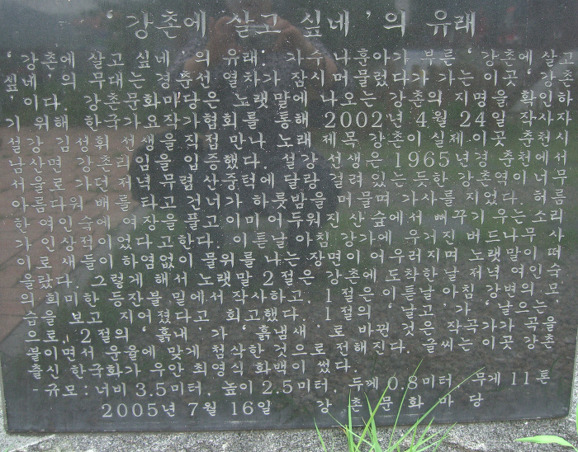 ‘강촌에 살고 싶네’의 유래
‘강촌에 살고 싶네’의 유래: 가수 나훈아가 부른 ‘강촌에 살고
싶네’의 무대는 경춘선 열차가 잠시 머물렀다가 가는 이곳 ‘강촌
’이다. 강촌문화마당은 노랫말에 나오는 강촌의 지명을 확인하
기 위해 한국가요작가협회를 통해 2002년 4월 24일 작사자
설강 김성휘 선생을 직접 만나 노래 제목 강촌이 실제 이곳 춘천시
남산면 강촌리임을 입증했다. 설강 선생은 1965년경 춘천에서
서울로 가던 저녁 무렵 산중턱에 달랑 걸려 있는 듯한 강촌역이 너무
아름다워 배를 타고 건너가 하룻밤을 머물며 가사를 지었다. 허름
한 여인숙에 여장을 풀고 이미 어두워진 산숲에서 뻐꾸기 우는 소리
가 인상적이었다고 한다. 이튿날 아침 강가에 우거진 버드나무 사
이로 새들이 하염없이 물위를 나는 장면이 어우러지며 노랫말이 떠
올랐다. 그렇게 해서 노랫말 2절은 강촌에 도착한 날 저녁 여인숙
의 희미한 등잔불 밑에서 작사하고, 1절은 이튿날 아침 강변의 모
습을 보고 지어졌다고 회고했다. 1절의 ‘날고’가 ‘날으는’
으로, 2절의 ‘흙내’가 ‘흙냄새’로 바뀐 것은 작곡가가 곡을
붙이면서 운율에 맞게 첨삭한 것으로 전해진다. 글씨는 이곳 강촌
출신 한국화가 우안 최영식 화백이 썼다.
-규모: 너비 3.5미터, 높이 2.5미터, 두께 0.8미터, 무게 11톤
2005년 7월 16일 강촌문화마당